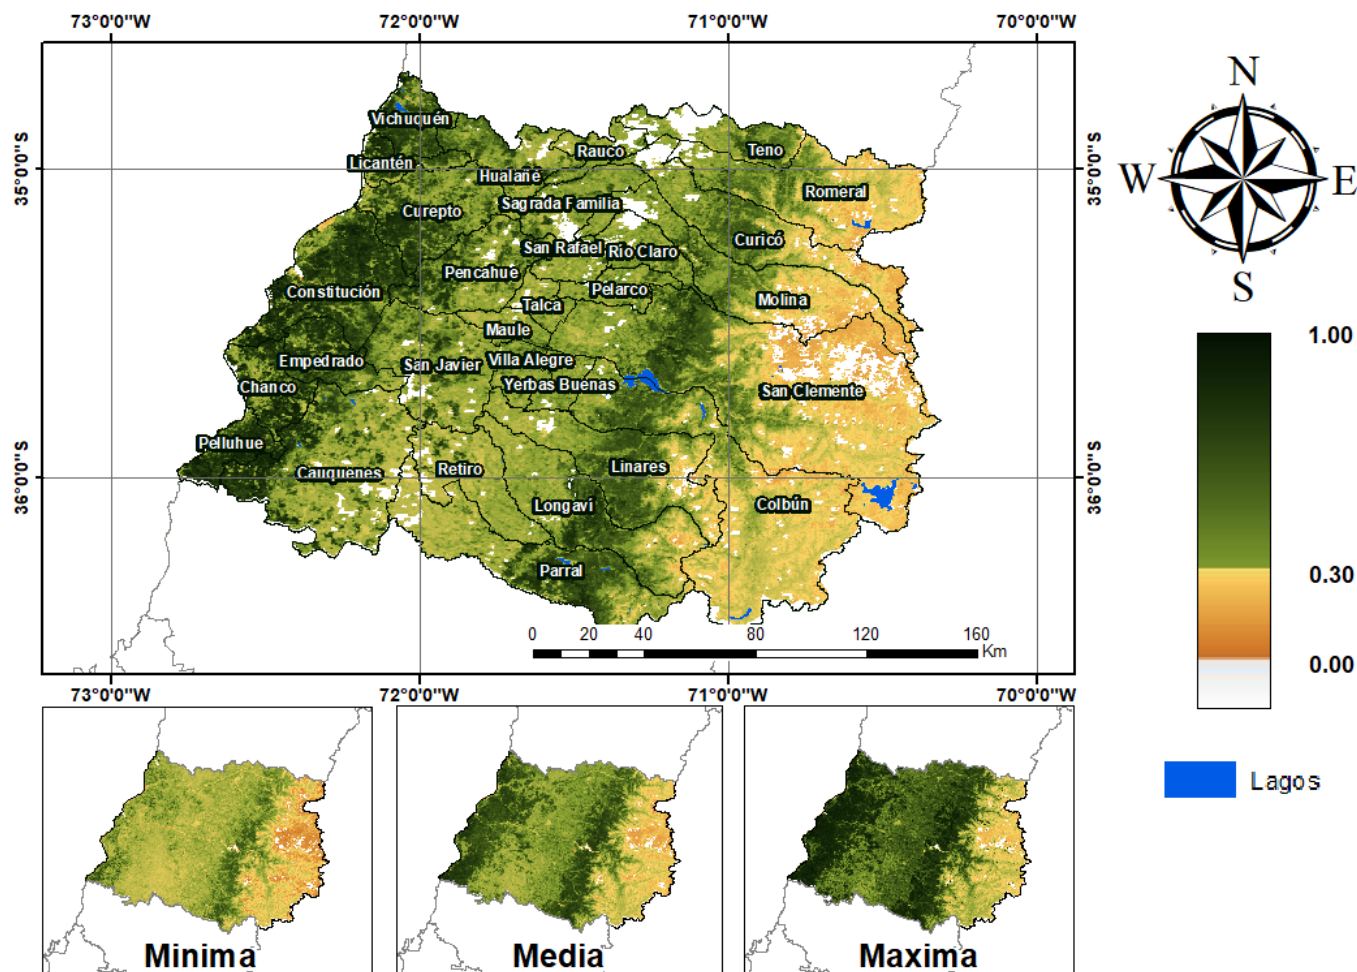 73°0'0"W 72°0'0"W 71°0'0"W 70°0'0"W
35°0'0"S
35°0'0"S
36°0'0"S
36°0'0"S
Vichuquén
Licantén
Rauco
Teno
Hualañé
Romeral
Curepto
Sagrada Familia
San Rafael
Rio Claro
Curicó
Pencahue
Constitución
Pelarco
Molina
Talca
Maule
Empedrado
San Javier
Villa Alegre
Chanco
Yerbas Buenas
San Clemente
Pelluhue
Cauquenes
Retiro
Linares
Longaví
Colbún
Parral
0 20 40 80 120 160
Km
73°0'0"W 72°0'0"W 71°0'0"W 70°0'0"W
N
W E
S
1.00
0.30
0.00
Lagos
Minima
Media
Maxima